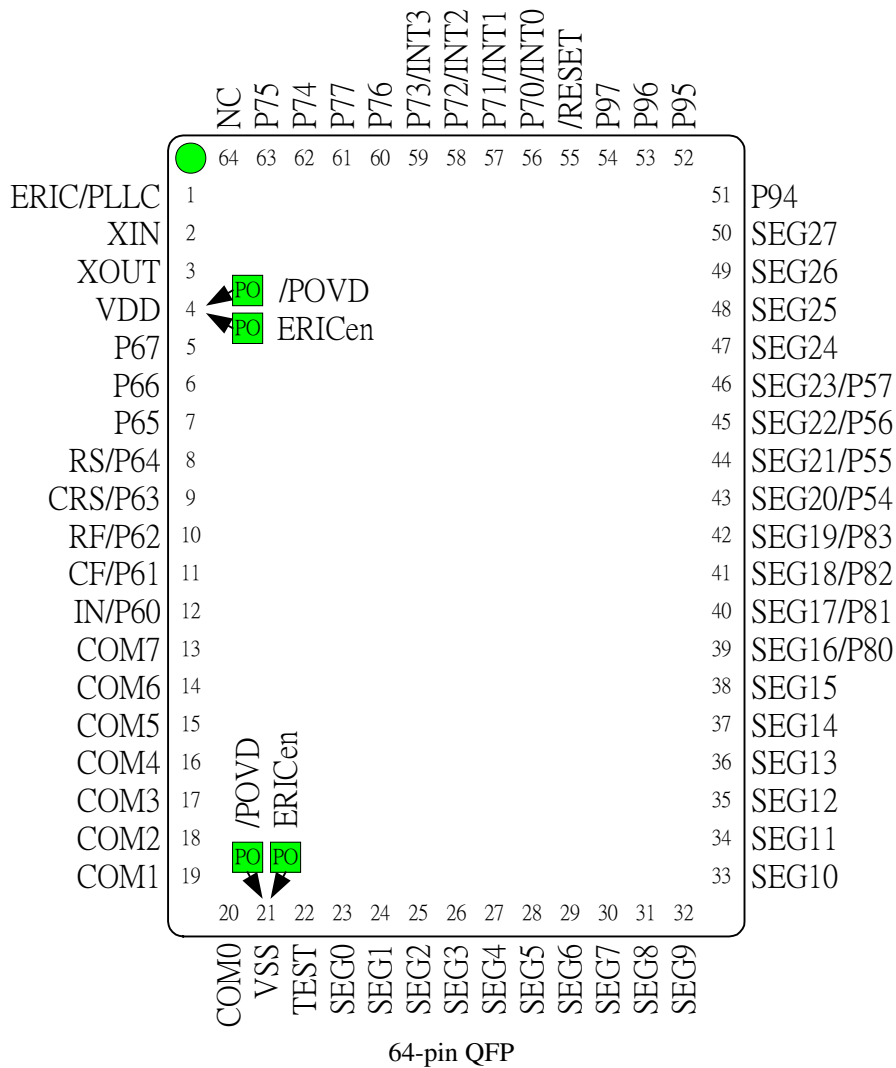 NC
P75
P74
P77
P76
P73/INT3
P72/INT2
P71/INT1
P70/INT0
/RESET
P97
P96
P95
64 63 62 61 60 59 58 57 56 55 54 53 52
ERIC/PLLC 1
XIN 2
XOUT 3
VDD 4
P67 5
P66 6
P65 7
RS/P64 8
CRS/P63 9
RF/P62 10
CF/P61 11
IN/P60 12
COM7 13
COM6 14
COM5 15
COM4 16
COM3 17
COM2 18
COM1 19
PO /POVD
PO ERICen
/POVD
ERICen
PO PO
51 P94
50 SEG27
49 SEG26
48 SEG25
47 SEG24
46 SEG23/P57
45 SEG22/P56
44 SEG21/P55
43 SEG20/P54
42 SEG19/P83
41 SEG18/P82
40 SEG17/P81
39 SEG16/P80
38 SEG15
37 SEG14
36 SEG13
35 SEG12
34 SEG11
33 SEG10
20 21 22 23 24 25 26 27 28 29 30 31 32
COM0
VSS
TEST
SEG0
SEG1
SEG2
SEG3
SEG4
SEG5
SEG6
SEG7
SEG8
SEG9
64-pin QFP